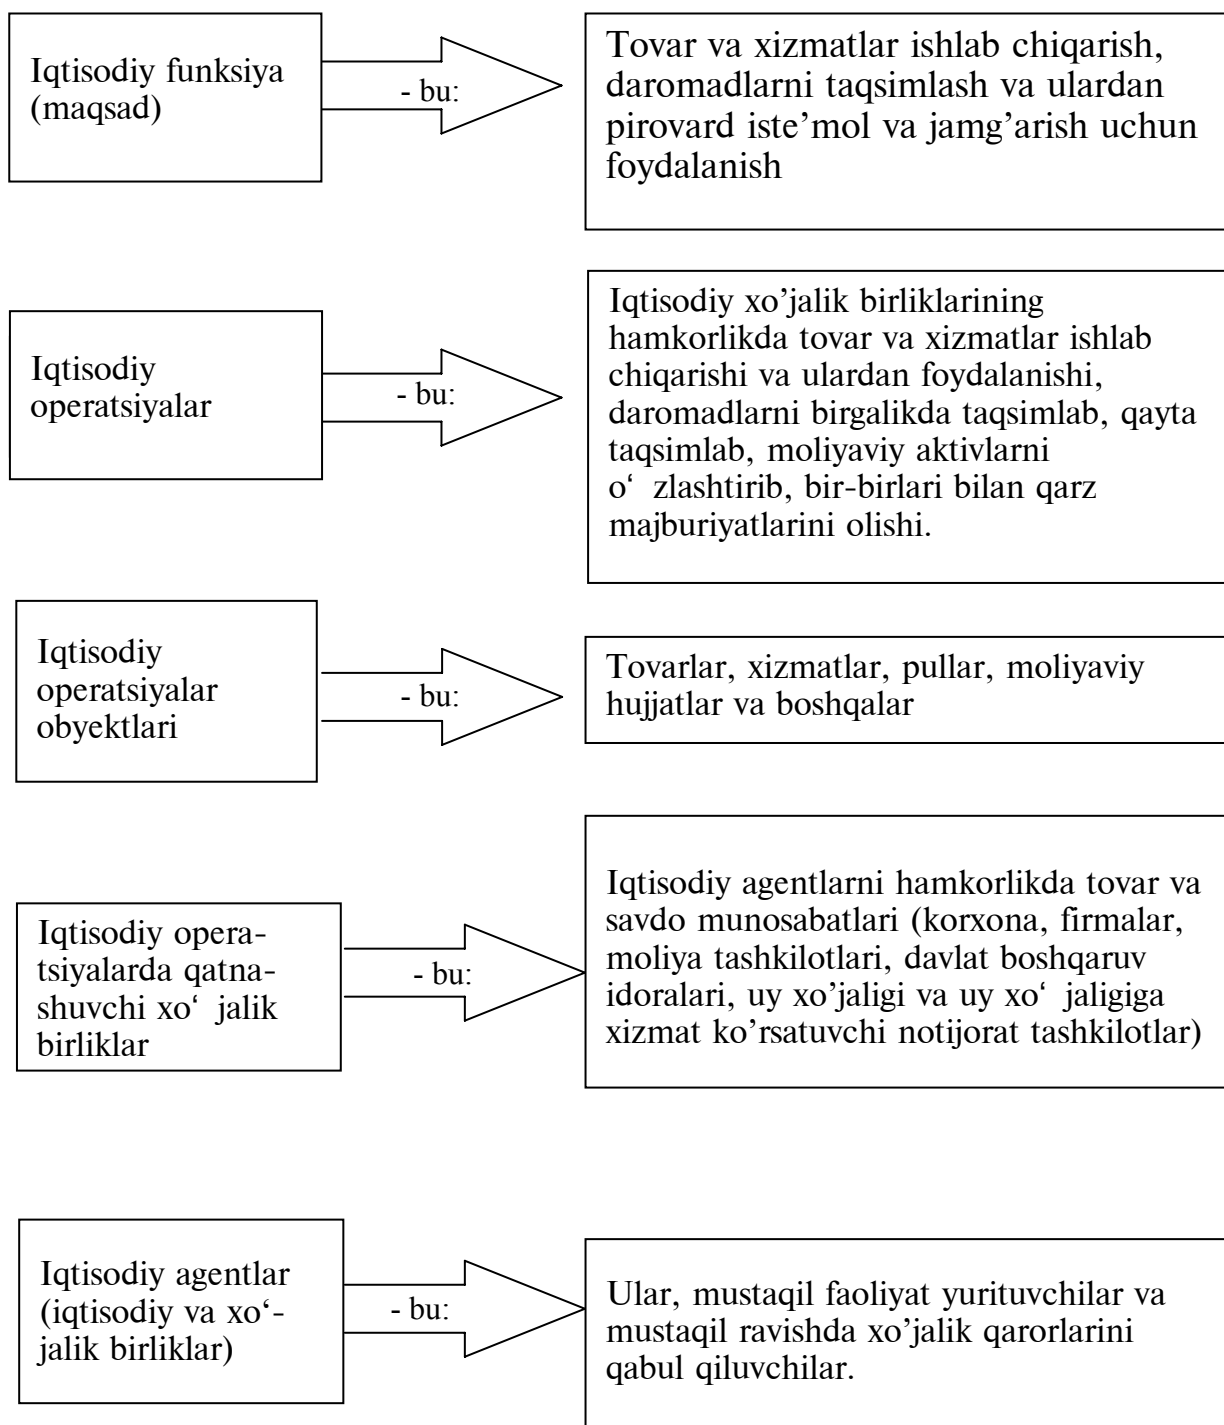 Iqtisodiy funksiya
(maqsad)
- bu:
Tovar va xizmatlar ishlab chiqarish,
daromadlarni taqsimlash va ulardan
pirovard iste’mol va jamg’arish uchun
foydalanish
Iqtisodiy
operatsiyalar
- bu:
Iqtisodiy xo’jalik birliklarining
hamkorlikda tovar va xizmatlar ishlab
chiqarishi va ulardan foydalanishi,
daromadlarni birgalikda taqsimlab, qayta
taqsimlab, moliyaviy aktivlarni
o‘ zlashtirib, bir-birlari bilan qarz
majburiyatlarini olishi.
Iqtisodiy
operatsiyalar
obyektlari
- bu:
Tovarlar, xizmatlar, pullar, moliyaviy
hujjatlar va boshqalar
Iqtisodiy opera-
tsiyalarda qatna-
shuvchi xo‘ jalik
birliklar
- bu:
Iqtisodiy agentlarni hamkorlikda tovar va
savdo munosabatlari (korxona, firmalar,
moliya tashkilotlari, davlat boshqaruv
idoralari, uy xo’jaligi va uy xo‘ jaligiga
xizmat ko’rsatuvchi notijorat tashkilotlar)
Iqtisodiy agentlar
(iqtisodiy va xo‘-
jalik birliklar)
- bu:
Ular, mustaqil faoliyat yurituvchilar va
mustaqil ravishda xo’jalik qarorlarini
qabul qiluvchilar.